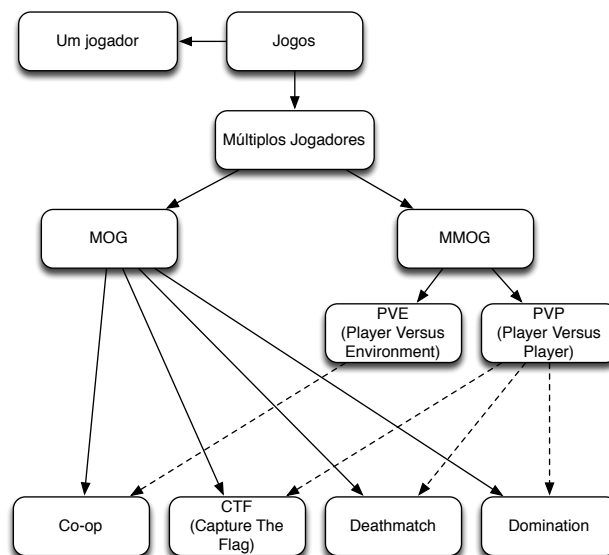 Um jogador
Jogos
Múltiplos Jogadores
MOG
MMOG
PVE
(Player Versus
Environment)
PVP
(Player Versus
Player)
Co-op
CTF
(Capture The
Flag)
Deathmatch
Domination